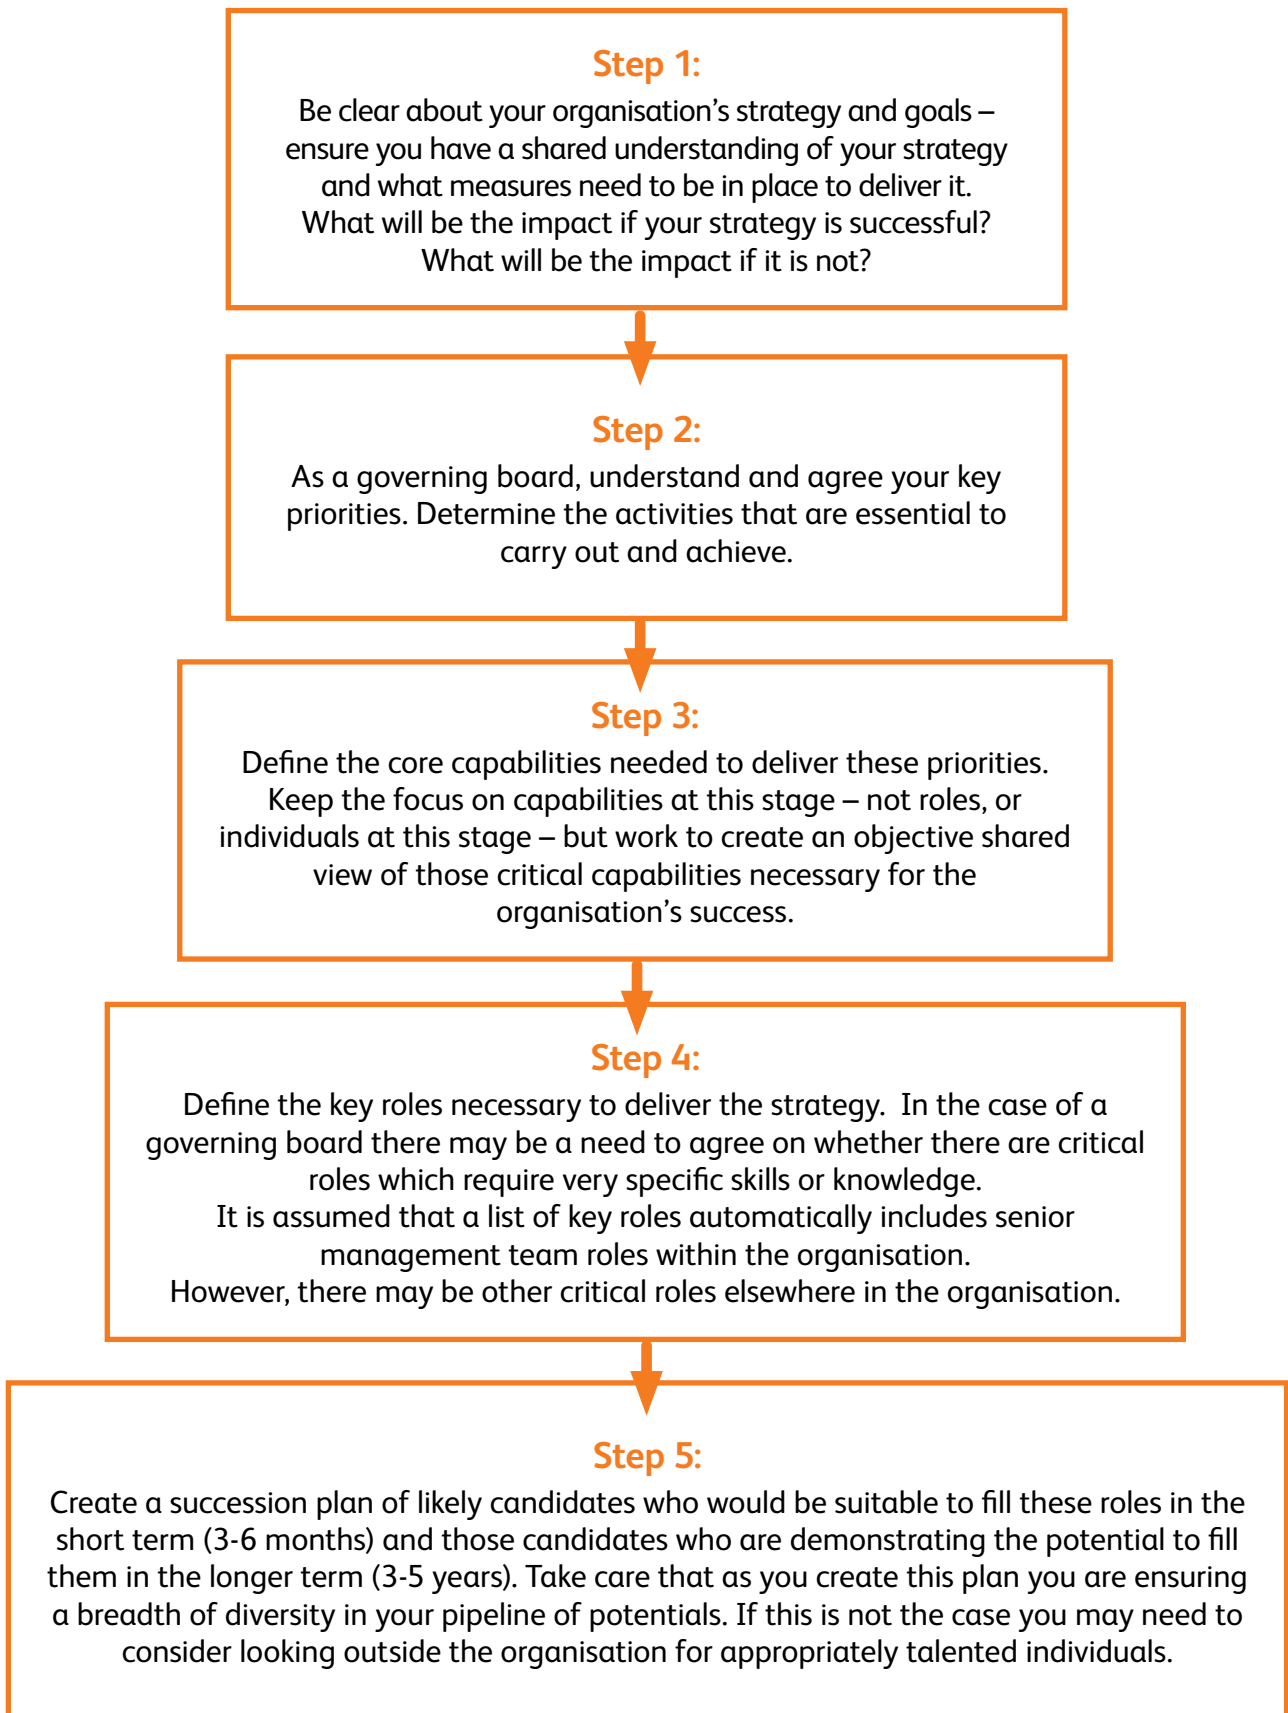 Step 1:
Be clear about your organisation’s strategy and goals –
ensure you have a shared understanding of your strategy
and what measures need to be in place to deliver it.
What will be the impact if your strategy is successful?
What will be the impact if it is not?
Step 2:
As a governing board, understand and agree your key
priorities. Determine the activities that are essential to
carry out and achieve.
Step 3:
Define the core capabilities needed to deliver these priorities.
Keep the focus on capabilities at this stage – not roles, or
individuals at this stage – but work to create an objective shared
view of those critical capabilities necessary for the
organisation’s success.
Step 4:
Define the key roles necessary to deliver the strategy.  In the case of a
governing board there may be a need to agree on whether there are critical
roles which require very specific skills or knowledge.
It is assumed that a list of key roles automatically includes senior
management team roles within the organisation.
However, there may be other critical roles elsewhere in the organisation.
Step 5:
Create a succession plan of likely candidates who would be suitable to fill these roles in the
short term (3-6 months) and those candidates who are demonstrating the potential to fill
them in the longer term (3-5 years). Take care that as you create this plan you are ensuring
a breadth of diversity in your pipeline of potentials. If this is not the case you may need to
consider looking outside the organisation for appropriately talented individuals.